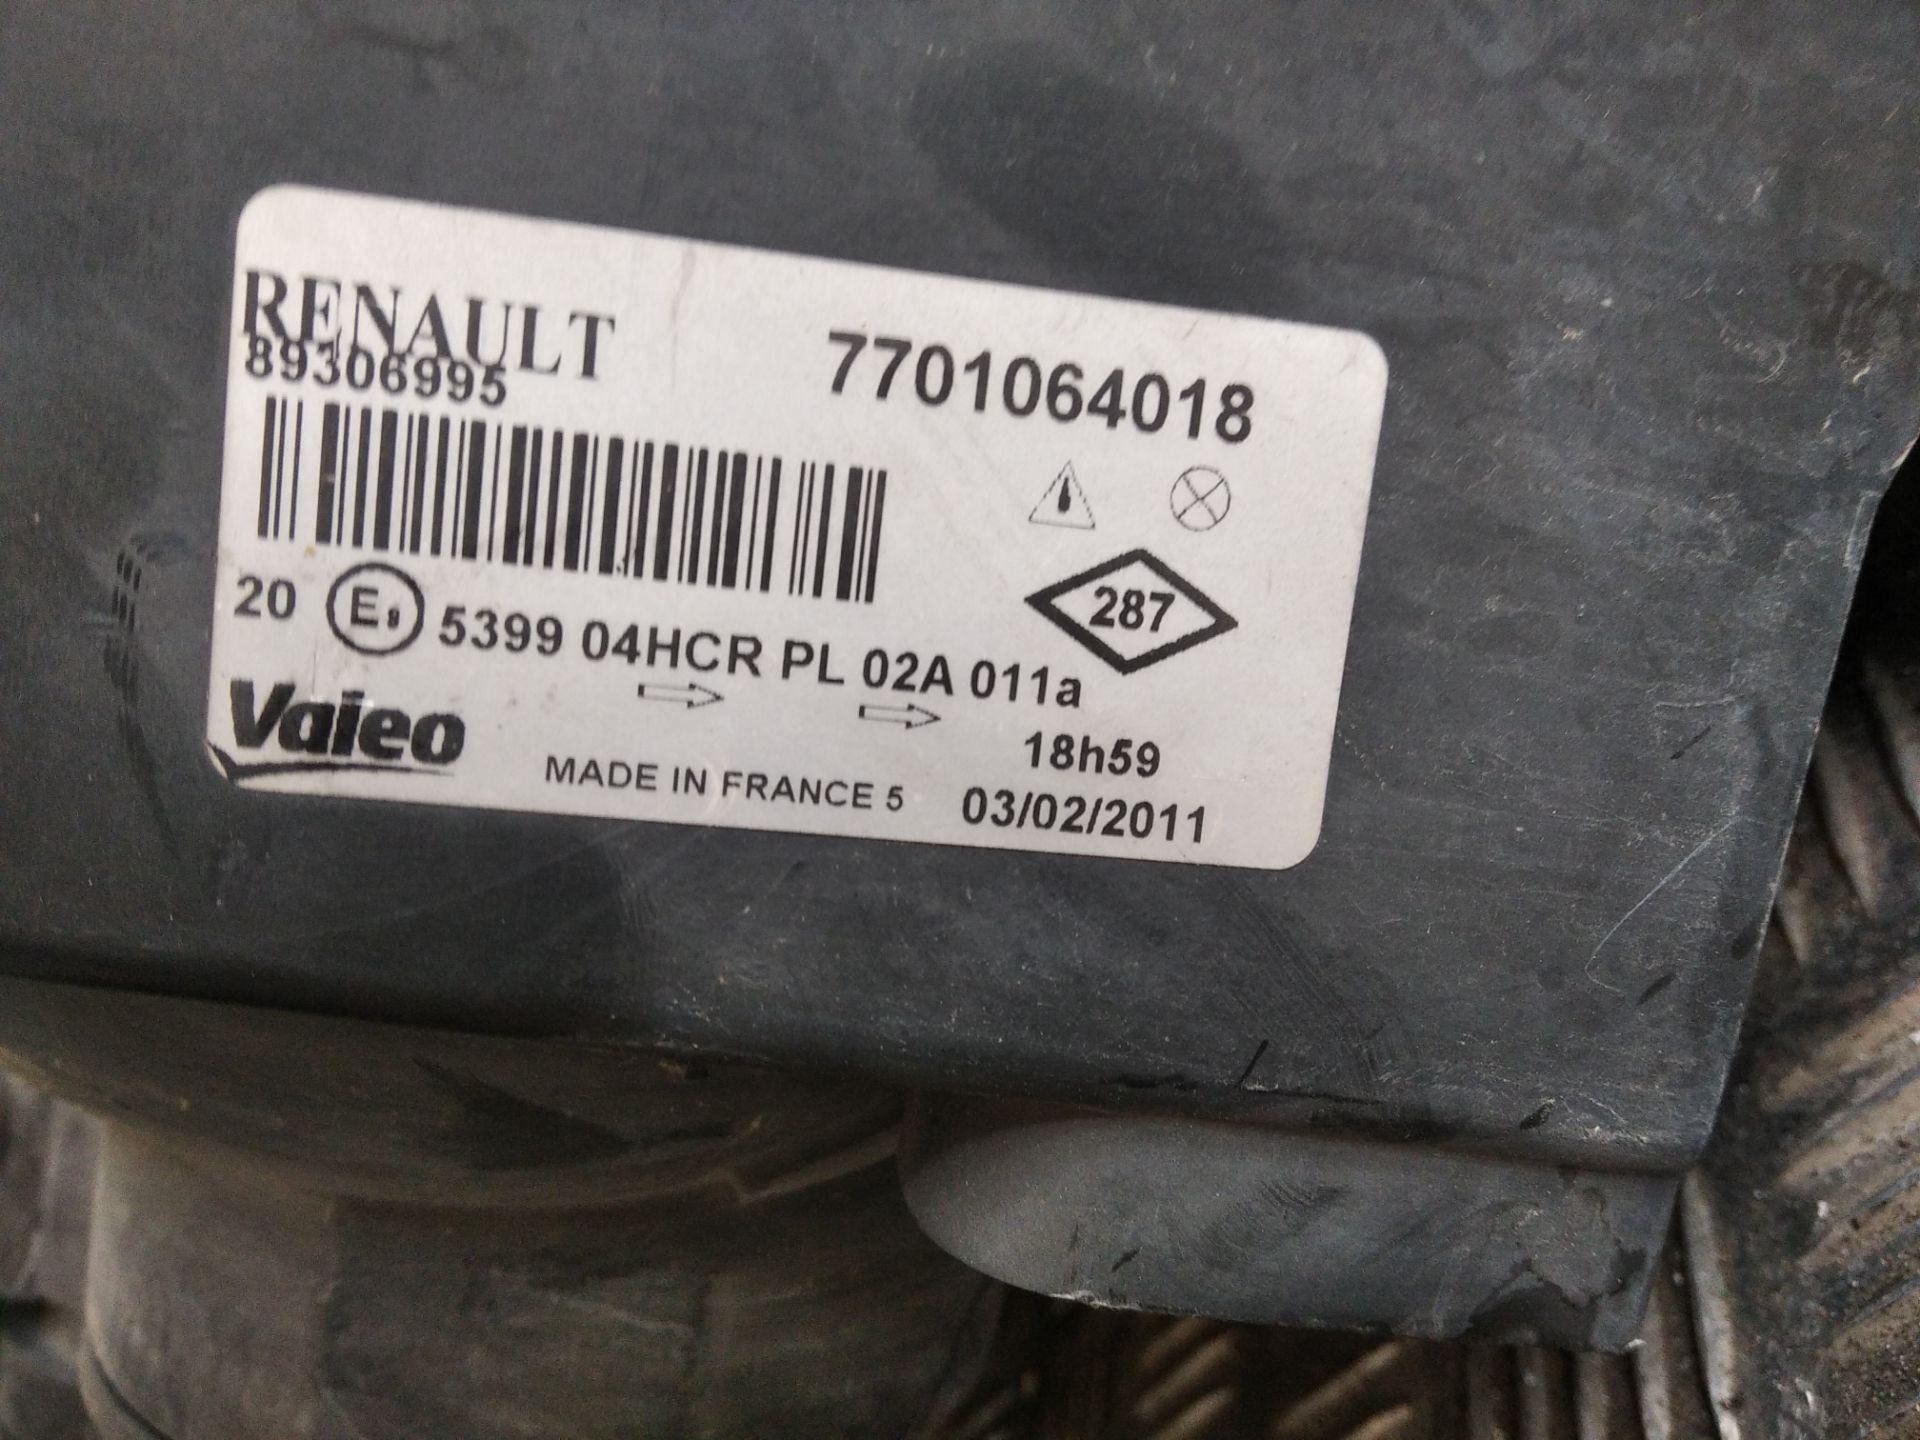 RENAULT
89306995
7701064018
287
20 E9 5399 04HCR PL 02A 011a
Valeo
18h59
MADE IN FRANCE 5
03/02/2011